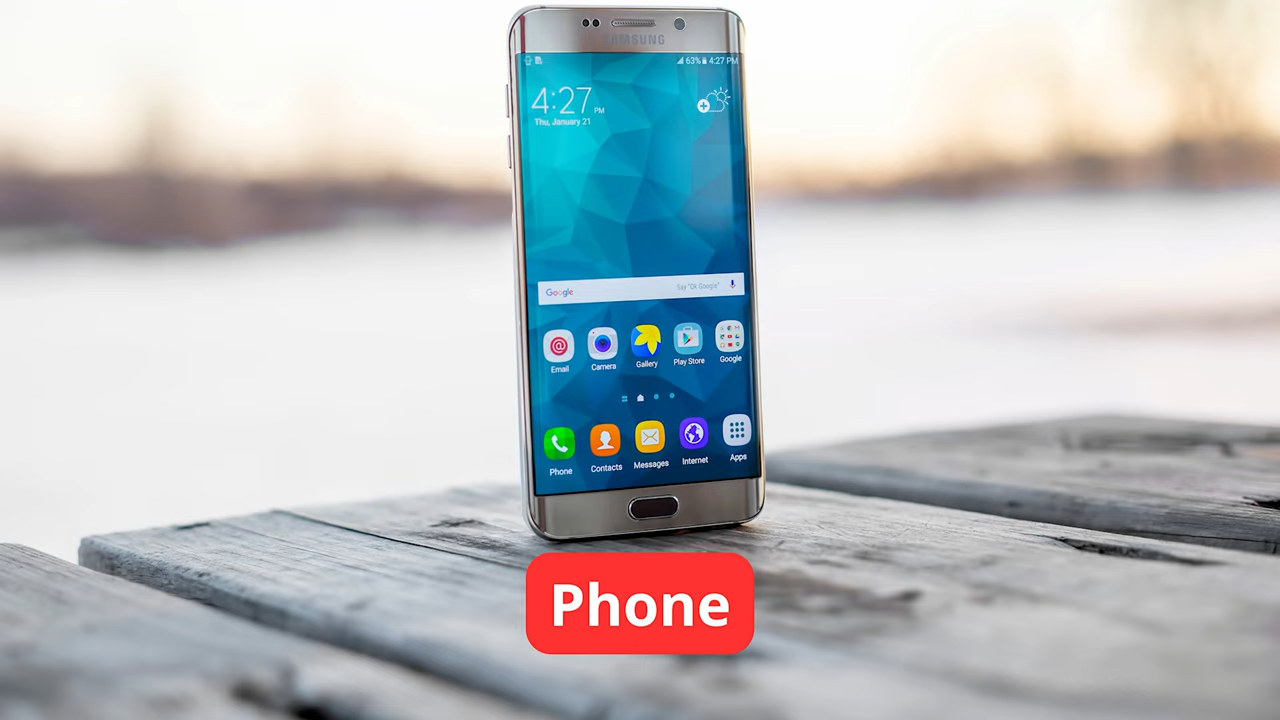 SAMSUNG
63% 4:27 PM
4:27 PM
Thu, January 21
Google Say "Ok Google"
Email Camera Gallery Play Store Google
Phone Contacts Messages Internet Apps
Phone